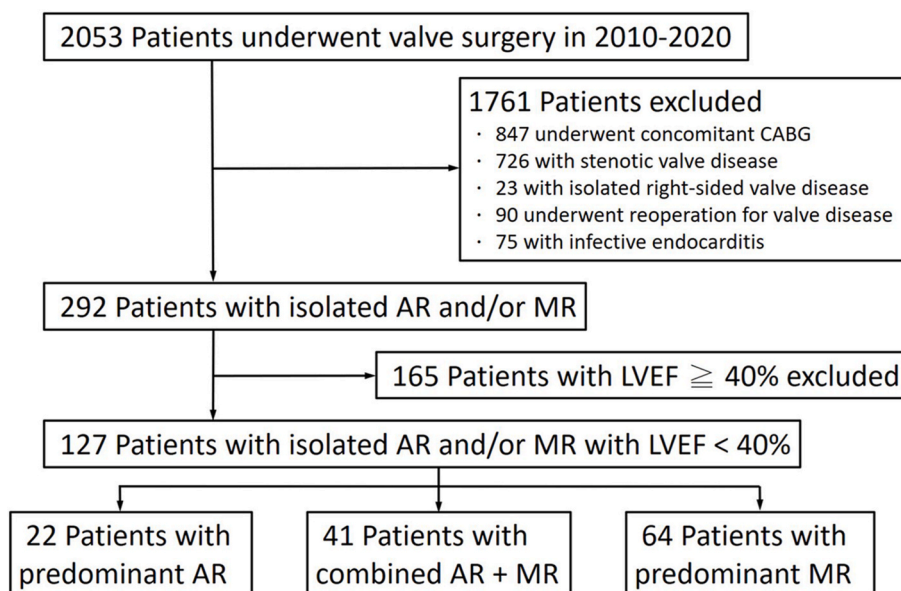 2053 Patients underwent valve surgery in 2010-2020
1761 Patients excluded
· 847 underwent concomitant CABG
· 726 with stenotic valve disease
· 23 with isolated right-sided valve disease
· 90 underwent reoperation for valve disease
· 75 with infective endocarditis
292 Patients with isolated AR and/or MR
165 Patients with LVEF ≧ 40% excluded
127 Patients with isolated AR and/or MR with LVEF < 40%
22 Patients with
predominant AR
41 Patients with
combined AR + MR
64 Patients with
predominant MR